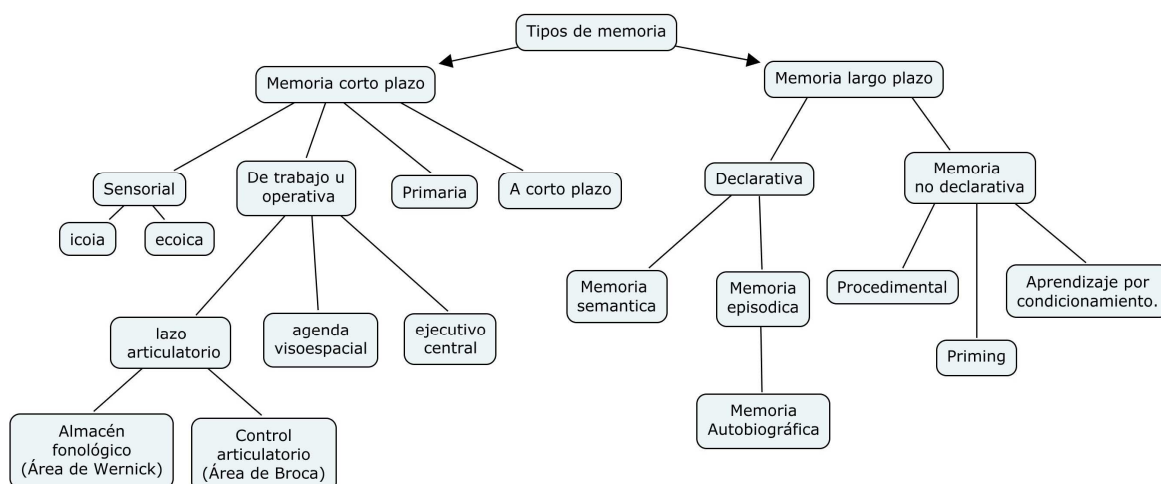 Tipos de memoria
Memoria corto plazo
Memoria largo plazo
Sensorial
De trabajo u
operativa
Primaria
A corto plazo
Declarativa
Memoria
no declarativa
icoia
ecoica
Memoria
semantica
Memoria
episodica
Procedimental
Aprendizaje por
condicionamiento.
lazo
articulatorio
agenda
visoespacial
ejecutivo
central
Priming
Almacén
fonológico
(Área de Wernick)
Control
articulatorio
(Área de Broca)
Memoria
Autobiográfica